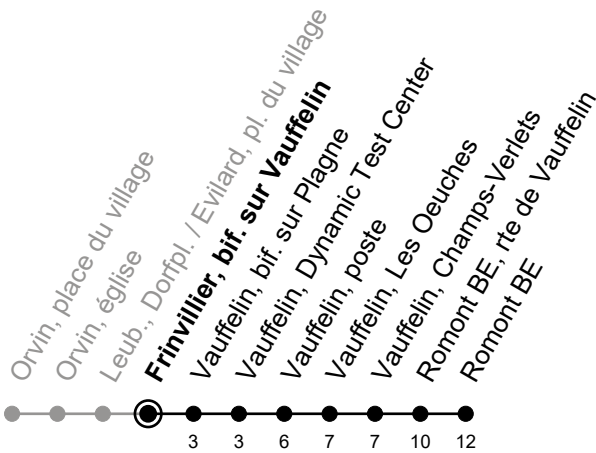 Orvin, place du village
Orvin, église
Leub., Dorfpl. / Evilard, pl. du village
Frinvillier, bif. sur Vauffelin
Vauffelin, bif. sur Plagne
Vauffelin, Dynamic Test Center
Vauffelin, poste
Vauffelin, Les Oeuches
Vauffelin, Champs-Verlets
Romont BE, rte de Vauffelin
Romont BE
3 3 6 7 7 10 12